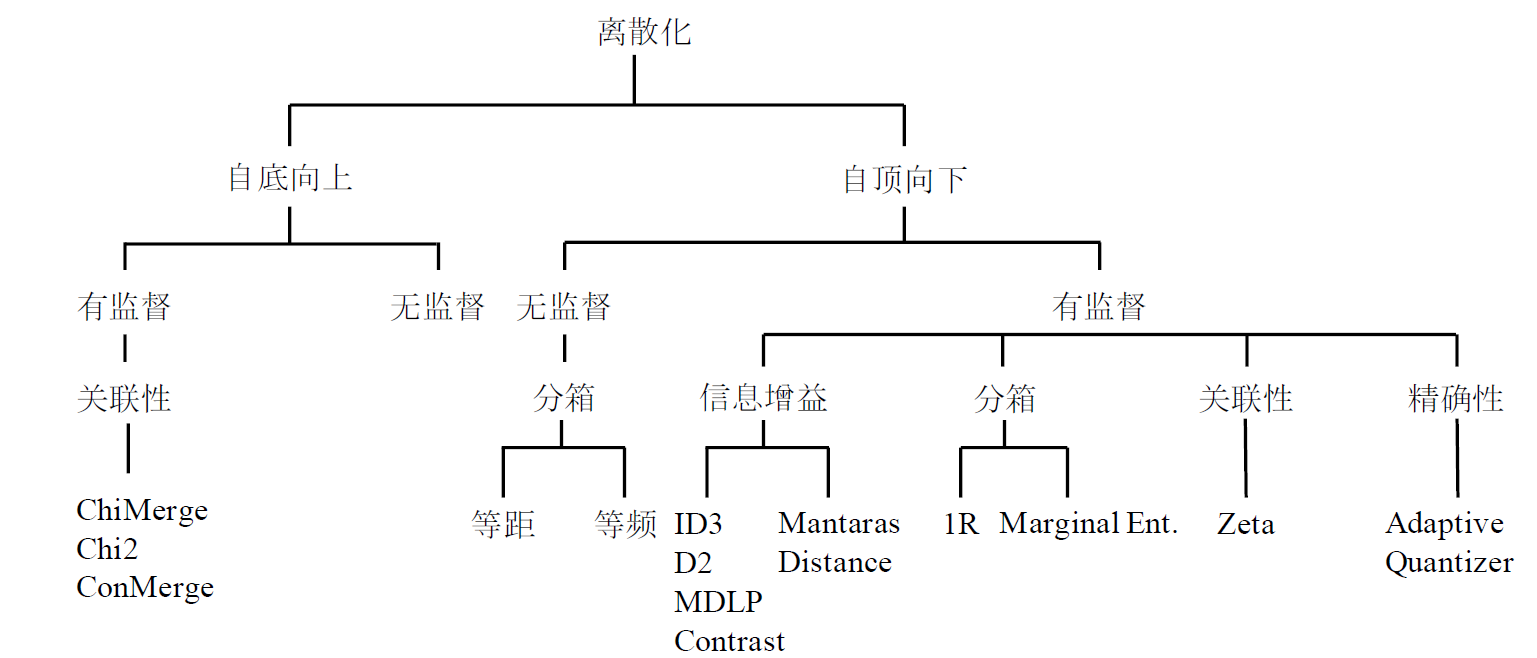 离散化
自底向上
自顶向下
有监督
无监督
无监督
有监督
关联性
分箱
信息增益
分箱
关联性
精确性
ChiMerge
Chi2
ConMerge
等距
等频
ID3
D2
MDLP
Contrast
Mantaras
Distance
1R
Marginal Ent.
Zeta
Adaptive
Quantizer